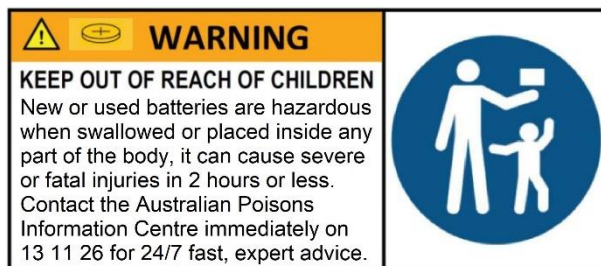 WARNING
KEEP OUT OF REACH OF CHILDREN
New or used batteries are hazardous
when swallowed or placed inside any
part of the body, it can cause severe
or fatal injuries in 2 hours or less.
Contact the Australian Poisons
Information Centre immediately on
13 11 26 for 24/7 fast, expert advice.